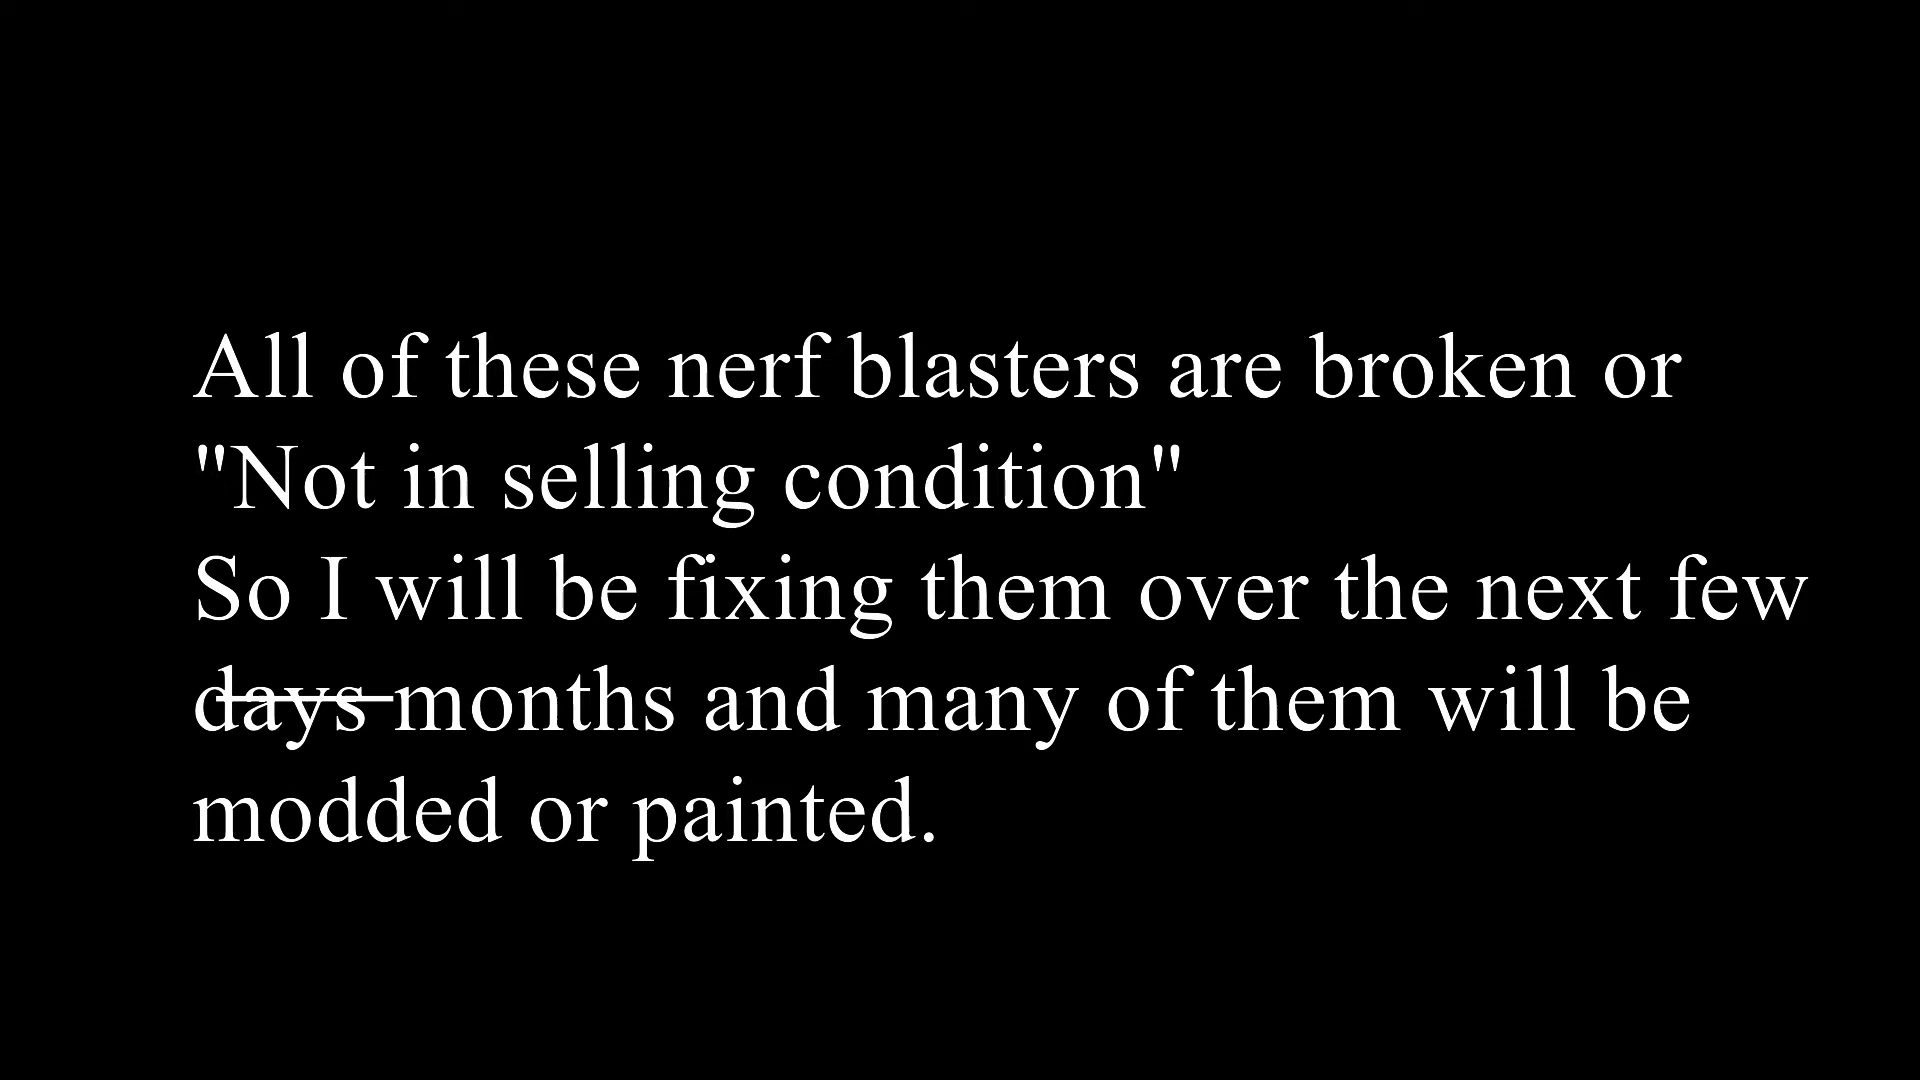 All of these nerf blasters are broken or
"Not in selling condition"
So I will be fixing them over the next few
days months and many of them will be
modded or painted.